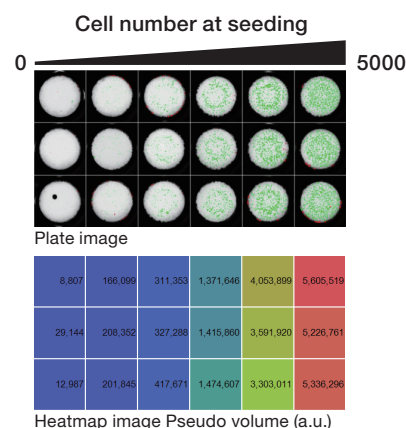 Cell number at seeding
0 5000
Plate image
8,807 166,099 311,353 1,371,646 4,053,899 5,605,519
29,144 208,352 327,288 1,415,860 3,591,920 5,226,761
12,987 201,845 417,671 1,474,607 3,303,011 5,336,296
Heatmap image Pseudo volume (a.u.)